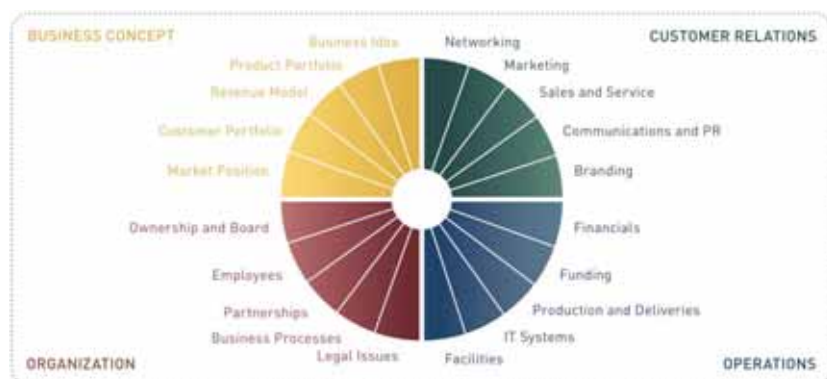 BUSINESS CONCEPT
Business Idea
Product Portfolio
Revenue Model
Customer Portfolio
Market Position
CUSTOMER RELATIONS
Networking
Marketing
Sales and Service
Communications and PR
Branding
Ownership and Board
Employees
Partnerships
Business Processes
Legal Issues
ORGANIZATION
Financials
Funding
Production and Deliveries
IT Systems
Facilities
OPERATIONS